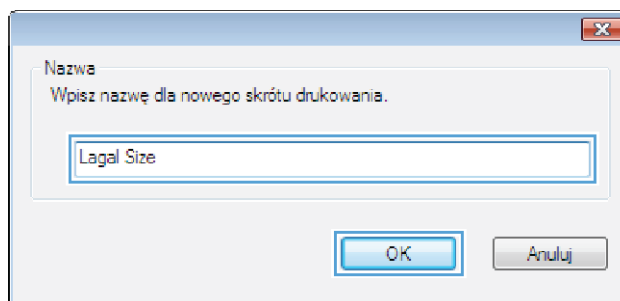 Nazwa
Wpisz nazwę dla nowego skrótu drukowania.
Lagal Size
OK
Anuluj